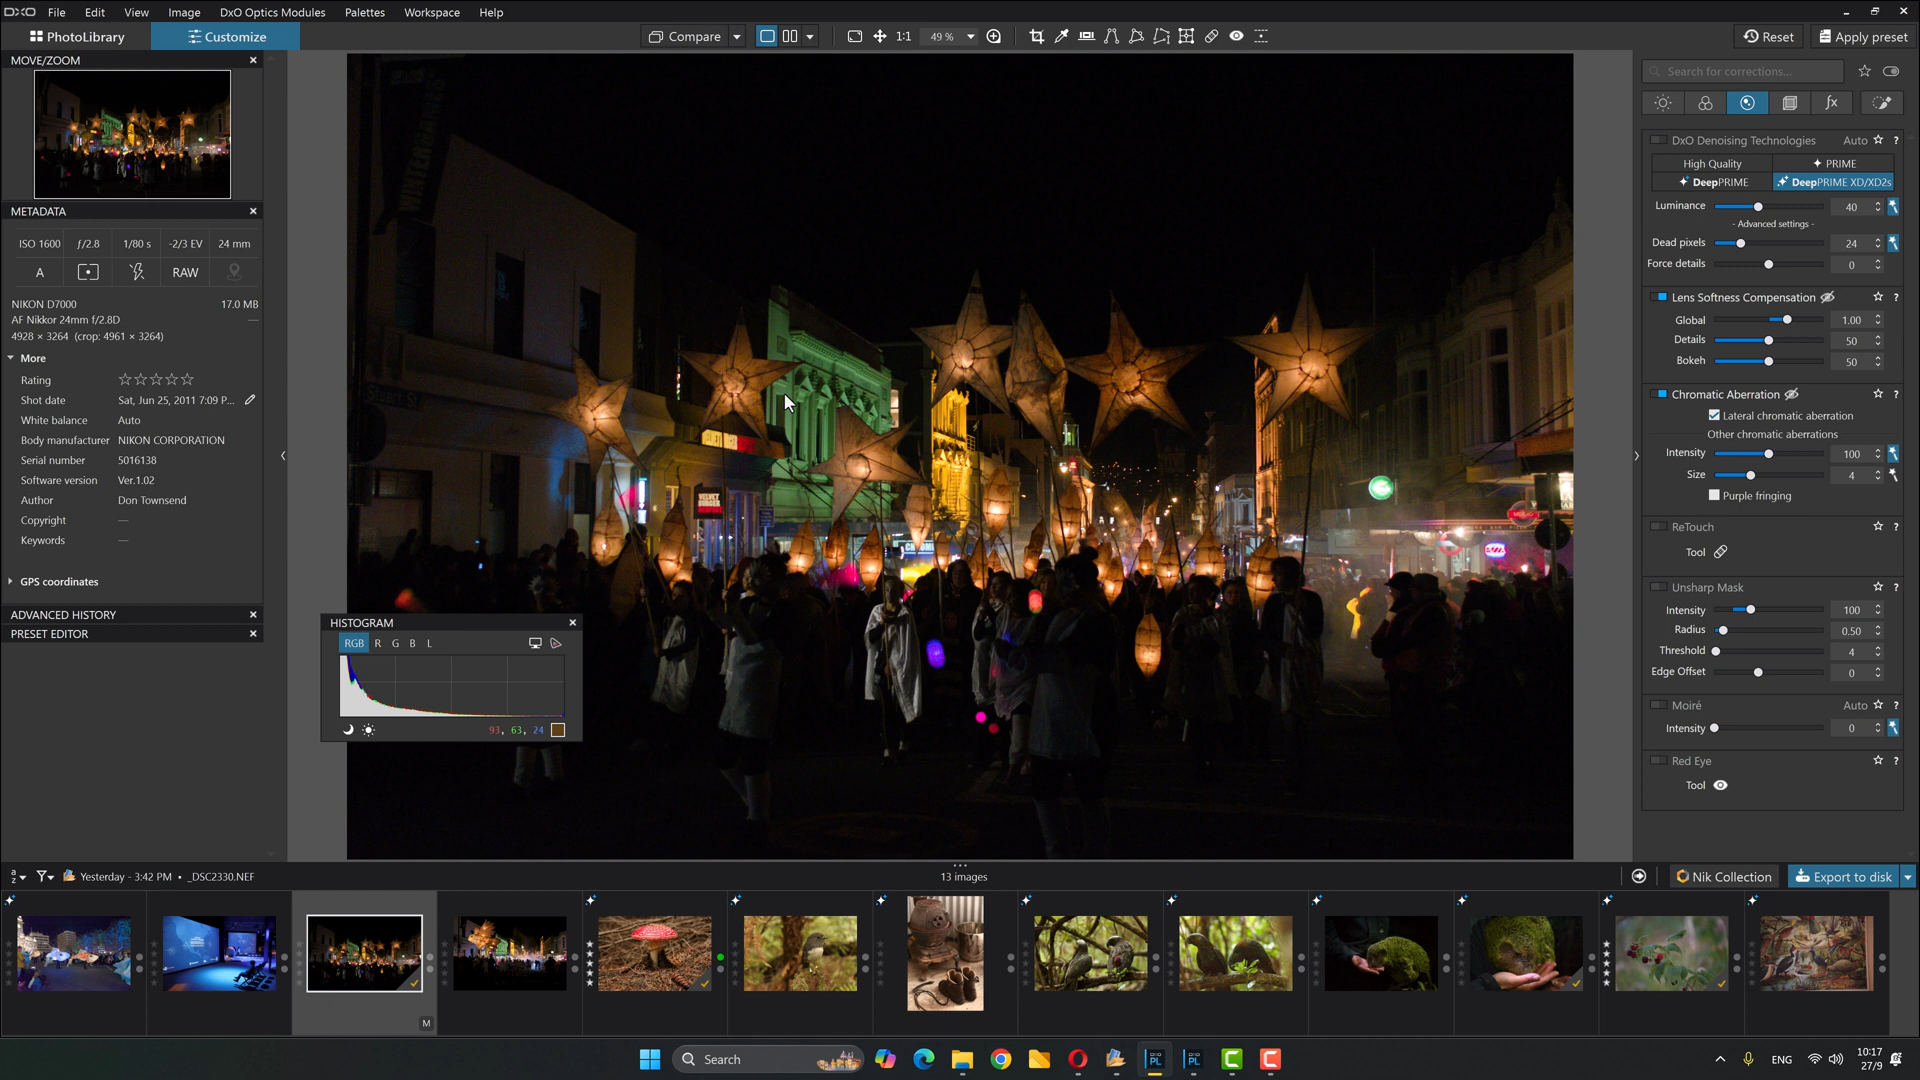 DXO File Edit View Image DxO Optics Modules Palettes Workspace Help
PhotoLibrary Customize Compare 1:1 49 % Reset Apply preset
MOVE/ZOOM
METADATA
ISO 1600 ƒ/2.8 1/80 s -2/3 EV 24 mm
A RAW
NIKON D7000 17.0 MB
AF Nikkor 24mm f/2.8D —
4928 × 3264 (crop: 4961 × 3264)
More
Rating
Shot date Sat, Jun 25, 2011 7:09 P...
White balance Auto
Body manufacturer NIKON CORPORATION
Serial number 5016138
Software version Ver.1.02
Author Don Townsend
Copyright —
Keywords —
GPS coordinates
ADVANCED HISTORY
PRESET EDITOR
Stuart St
VELVET
BURGER
HISTOGRAM
RGB R G B L
93, 63, 24
Search for corrections...
fx
DxO Denoising Technologies Auto ?
High Quality PRIME
DeepPRIME DeepPRIME XD/XD2s
Luminance 40
- Advanced settings -
Dead pixels 24
Force details 0
Lens Softness Compensation ?
Global 1.00
Details 50
Bokeh 50
Chromatic Aberration ?
Lateral chromatic aberration
Other chromatic aberrations
Intensity 100
Size 4
Purple fringing
ReTouch ?
Tool
Unsharp Mask ?
Intensity 100
Radius 0.50
Threshold 4
Edge Offset 0
Moiré Auto ?
Intensity 0
Red Eye ?
Tool
Yesterday - 3:42 PM • _DSC2330.NEF 13 images Nik Collection Export to disk
M
Search PL PL C C ENG 10:17
27/9